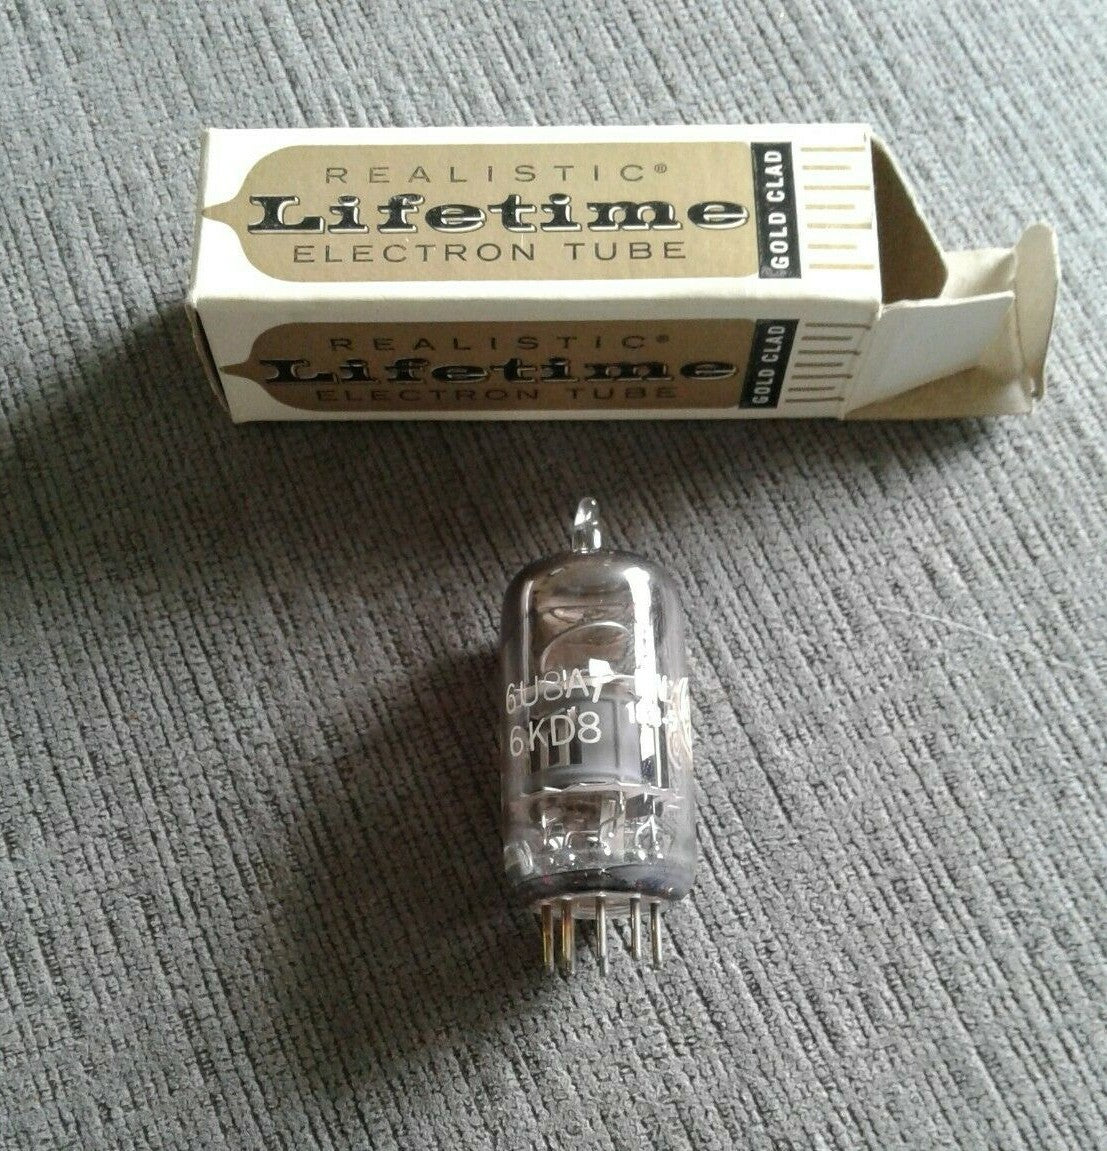 REALISTIC®
Lifetime
ELECTRON TUBE
GOLD CLAD
REALISTIC®
Lifetime
ELECTRON TUBE
GOLD CLAD
6U8A/
6KD8